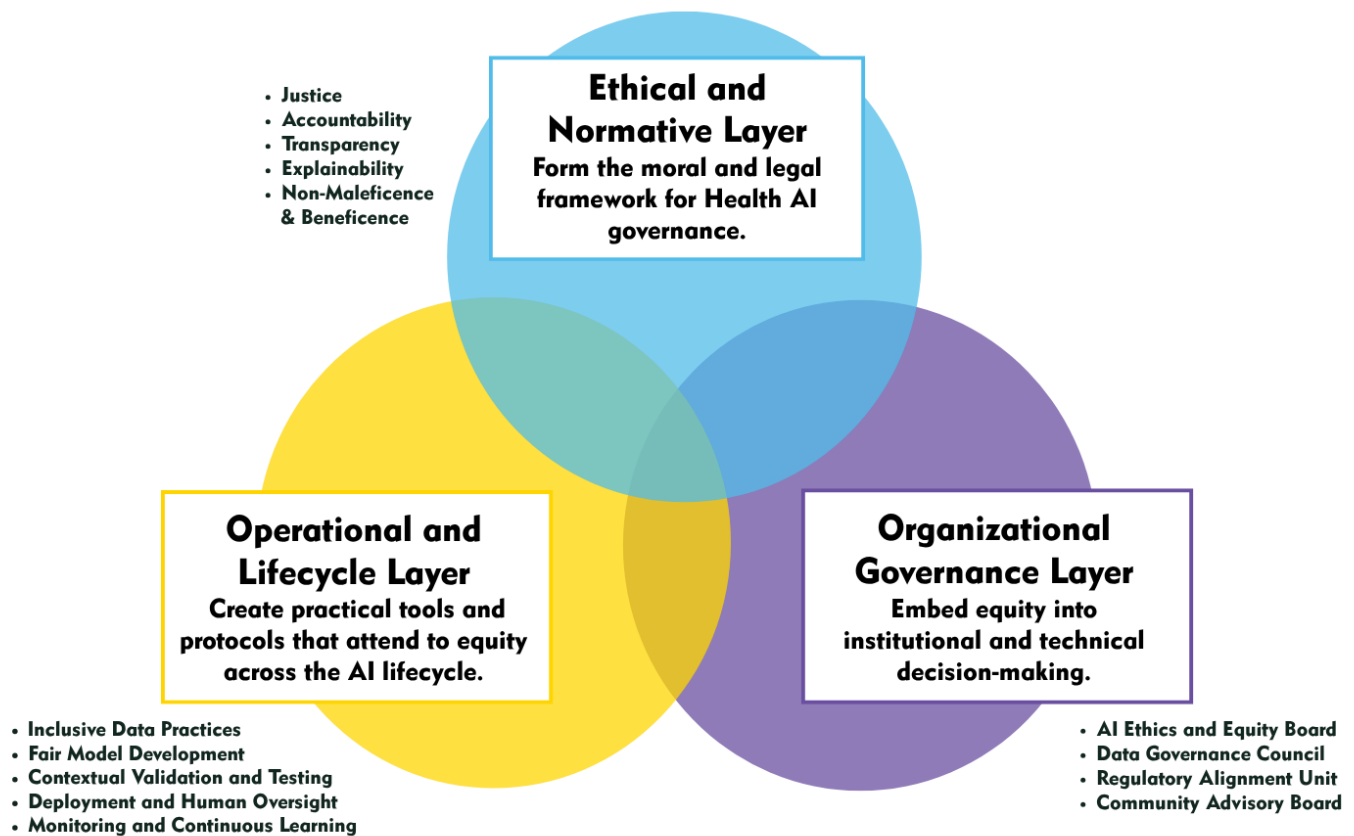 Ethical and
Normative Layer
Form the moral and legal
framework for Health AI
governance.
• Justice
• Accountability
• Transparency
• Explainability
• Non-Maleficence
& Beneficence
Operational and
Lifecycle Layer
Create practical tools and
protocols that attend to equity
across the AI lifecycle.
• Inclusive Data Practices
• Fair Model Development
• Contextual Validation and Testing
• Deployment and Human Oversight
• Monitoring and Continuous Learning
Organizational
Governance Layer
Embed equity into
institutional and technical
decision-making.
• AI Ethics and Equity Board
• Data Governance Council
• Regulatory Alignment Unit
• Community Advisory Board